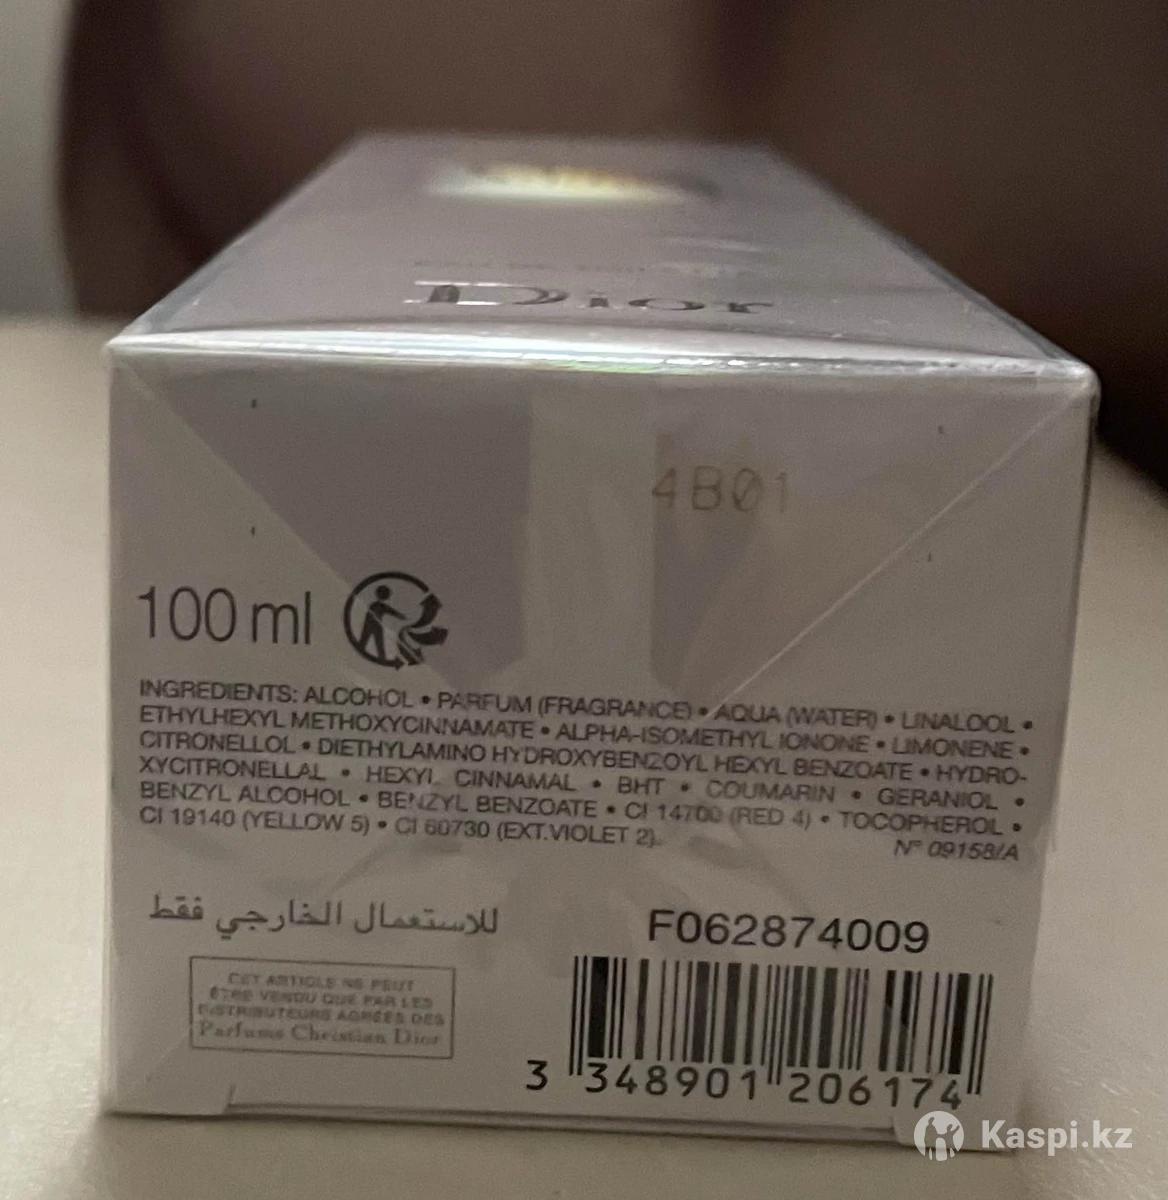 Dior
4B01
100 ml
INGREDIENTS: ALCOHOL • PARFUM (FRAGRANCE) • AQUA (WATER) • LINALOOL •
ETHYLHEXYL METHOXYCINNAMATE • ALPHA-ISOMETHYL IONONE • LIMONENE •
CITRONELLOL • DIETHYLAMINO HYDROXYBENZOYL HEXYL BENZOATE • HYDRO-
XYCITRONELLAL • HEXYL CINNAMAL • BHT • COUMARIN • GERANIOL •
BENZYL ALCOHOL • BENZYL BENZOATE • CI 14700 (RED 4) • TOCOPHEROL •
CI 19140 (YELLOW 5) • CI 60730 (EXT.VIOLET 2).
N° 09158/A
للاستعمال الخارجي فقط
F062874009
CET ARTICLE NE PEUT
ÊTRE VENDU QUE PAR LES
DISTRIBUTEURS AGRÉÉS DES
Parfums Christian Dior
3 348901 206174
Kaspi.kz